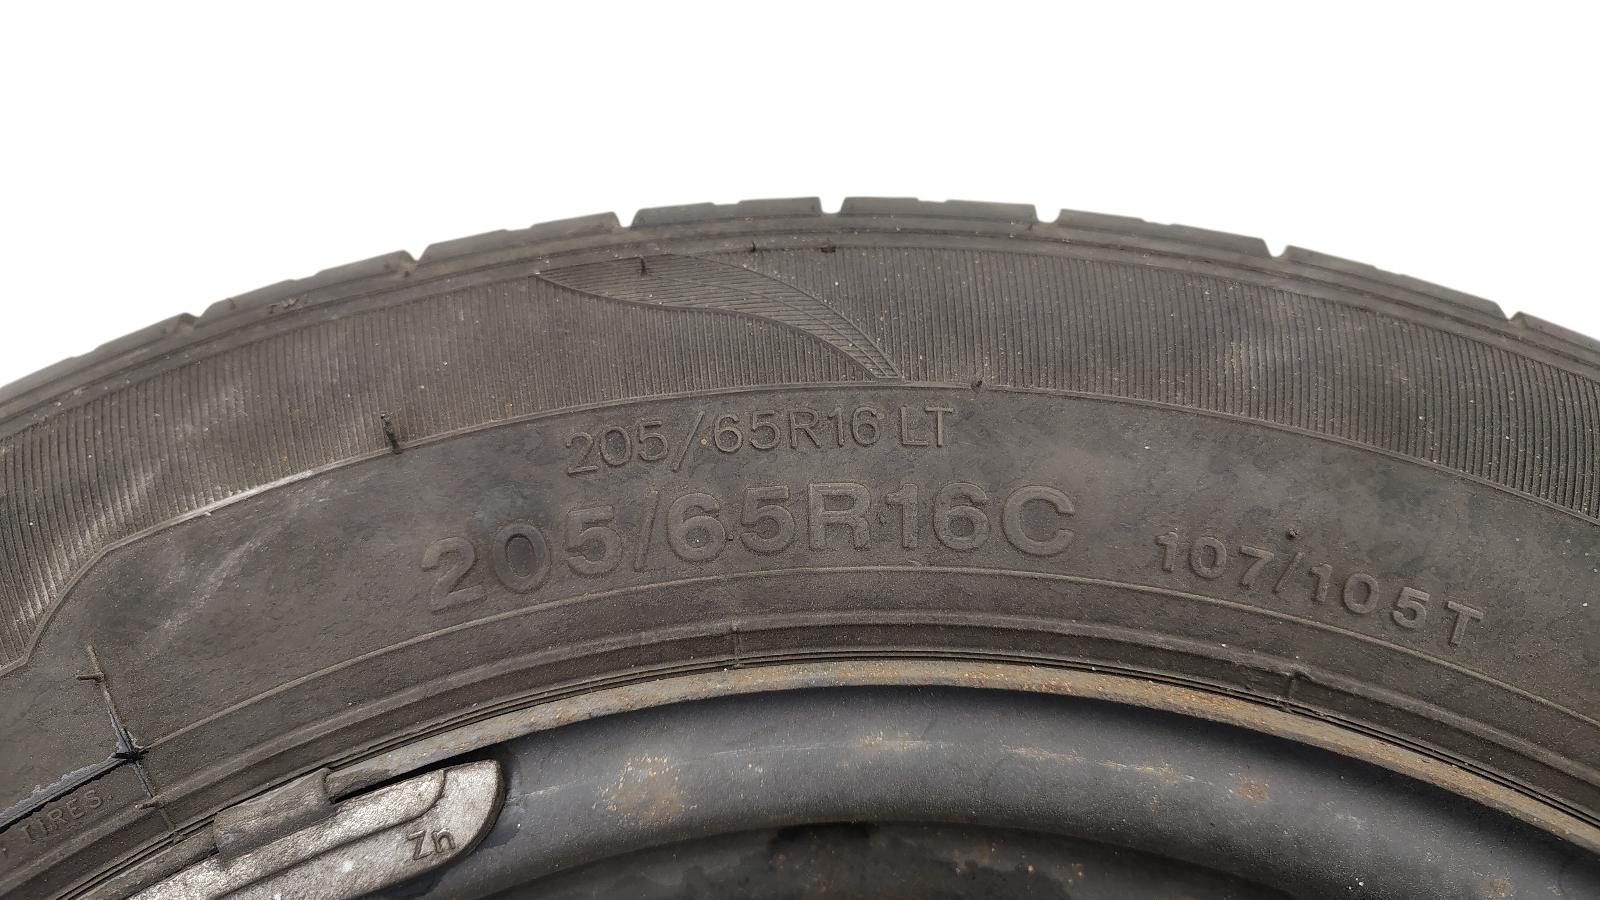 205/65R16 LT
205/65R16C
107/105T
TIRES.
Zn